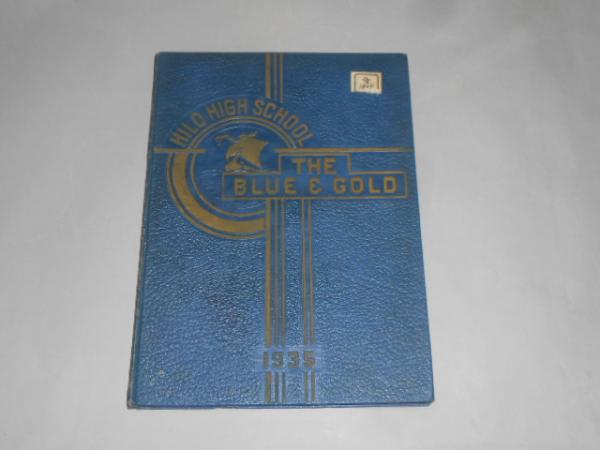 HILO HIGH SCHOOL
THE
BLUE & GOLD
1935